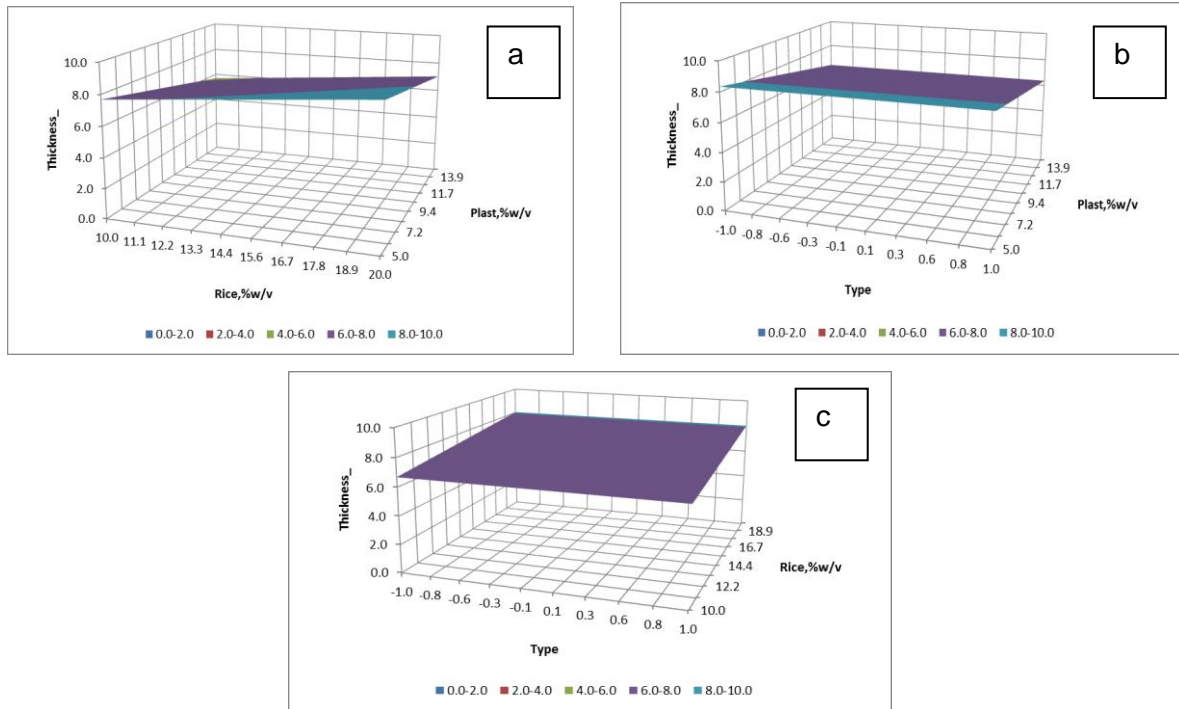 a
10.0
8.0
6.0
4.0
2.0
0.0
Thickness_
10.0 11.1 12.2 13.3 14.4 15.6 16.7 17.8 18.9 20.0
Rice,%w/v
13.9
11.7
9.4
7.2
5.0
Plast,%w/v
0.0-2.0 2.0-4.0 4.0-6.0 6.0-8.0 8.0-10.0
b
10.0
8.0
6.0
4.0
2.0
0.0
Thickness_
-1.0 -0.8 -0.6 -0.3 -0.1 0.1 0.3 0.6 0.8 1.0
Type
13.9
11.7
9.4
7.2
5.0
Plast,%w/v
0.0-2.0 2.0-4.0 4.0-6.0 6.0-8.0 8.0-10.0
c
10.0
8.0
6.0
4.0
2.0
0.0
Thickness_
-1.0 -0.8 -0.6 -0.3 -0.1 0.1 0.3 0.6 0.8 1.0
Type
18.9
16.7
14.4
12.2
10.0
Rice,%w/v
0.0-2.0 2.0-4.0 4.0-6.0 6.0-8.0 8.0-10.0